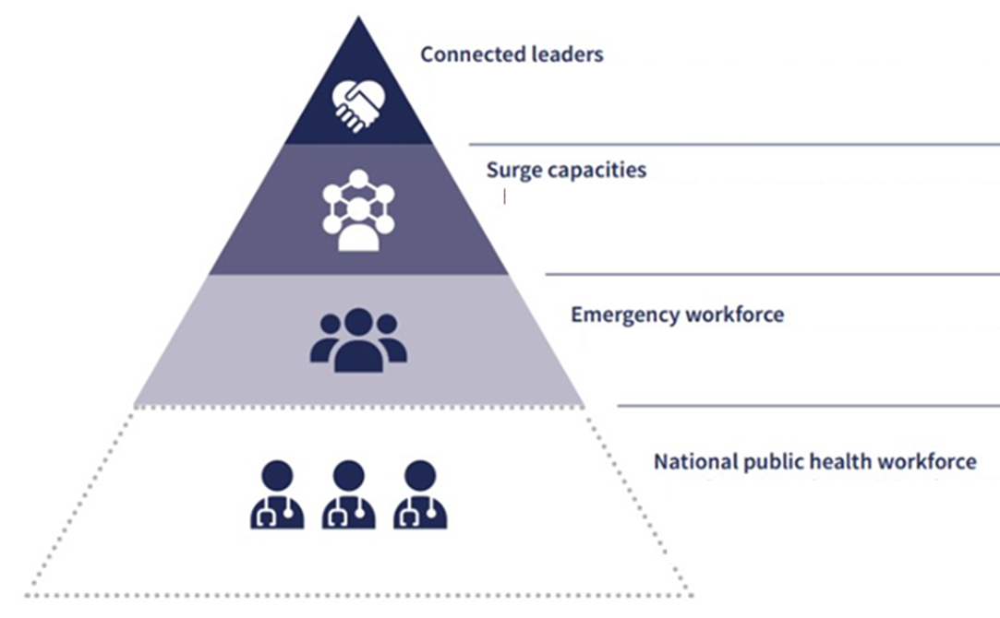 Connected leaders
Surge capacities
Emergency workforce
National public health workforce